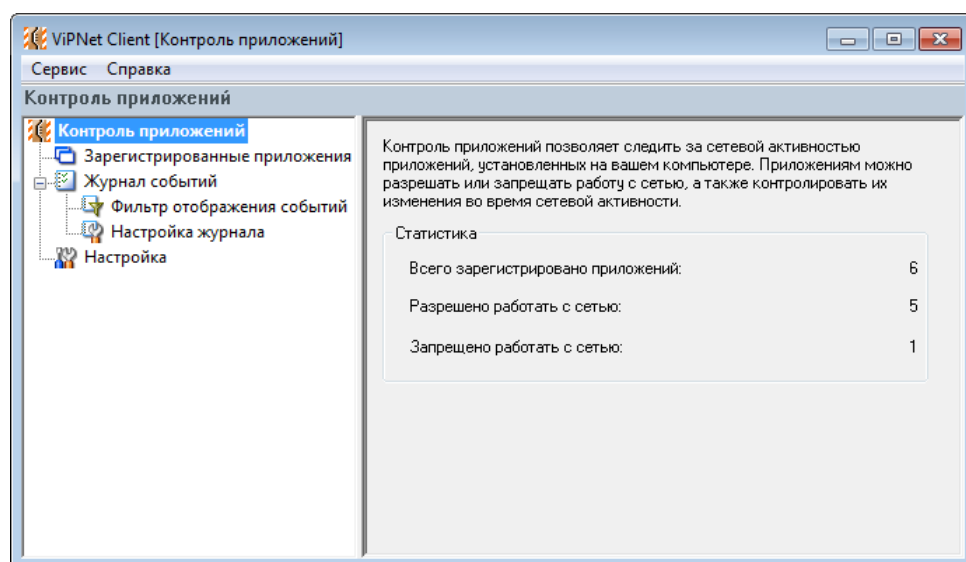 ViPNet Client [Контроль приложений]
Сервис Справка
Контроль приложений
Контроль приложений
Зарегистрированные приложения
Журнал событий
Фильтр отображения событий
Настройка журнала
Настройка
Контроль приложений позволяет следить за сетевой активностью
приложений, установленных на вашем компьютере. Приложениям можно
разрешать или запрещать работу с сетью, а также контролировать их
изменения во время сетевой активности.
Статистика
Всего зарегистрировано приложений: 6
Разрешено работать с сетью: 5
Запрещено работать с сетью: 1